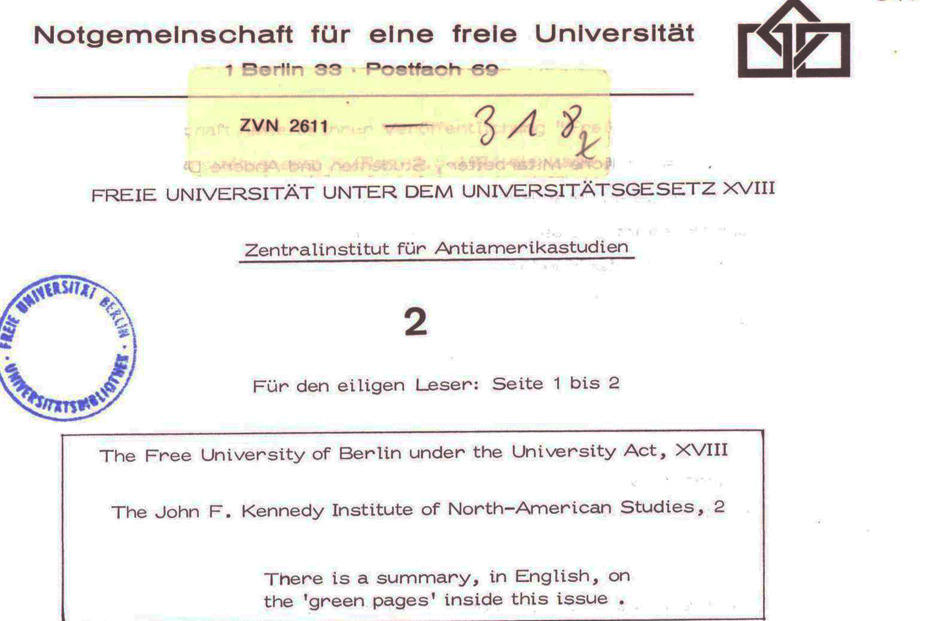 Notgemeinschaft für eine freie Universität
1 Berlin 33 · Postfach 69
ZVN 2611 — 318
FREIE UNIVERSITÄT UNTER DEM UNIVERSITÄTSGESETZ XVIII
Zentralinstitut für Antiamerikastudien
2
FREIE UNIVERSITÄT BERLIN · UNIVERSITÄTSBIBLIOTHEK ·
Für den eiligen Leser: Seite 1 bis 2
The Free University of Berlin under the University Act, XVIII
The John F. Kennedy Institute of North-American Studies, 2
There is a summary, in English, on
the 'green pages' inside this issue .